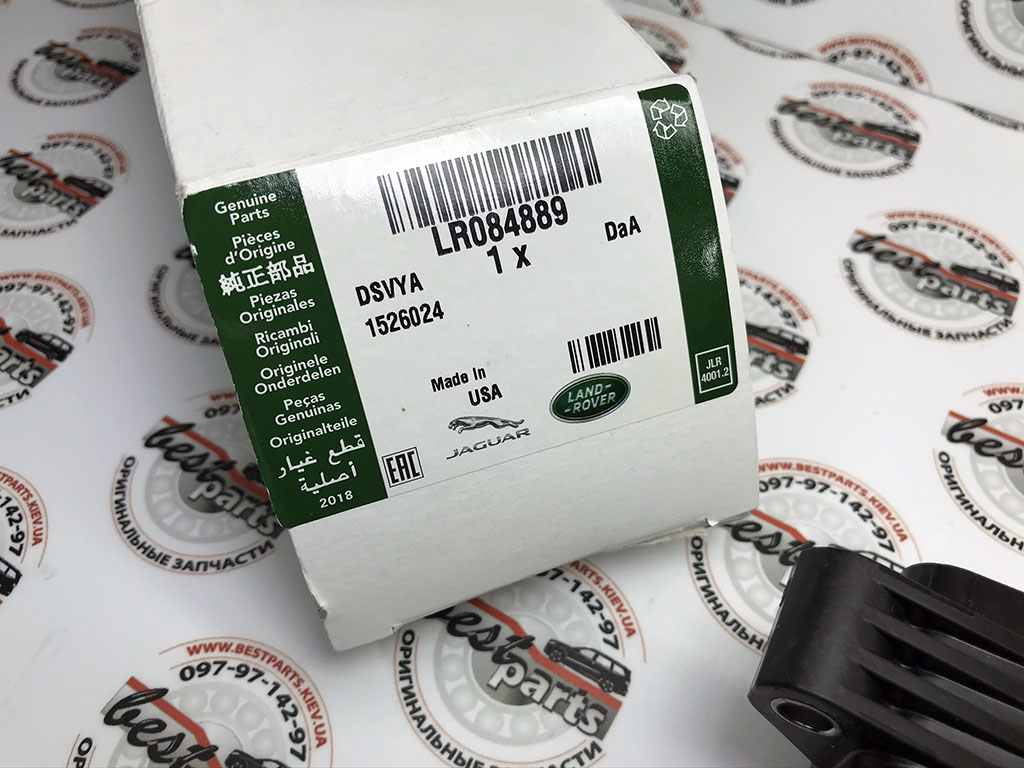 Genuine
Parts
Pièces
d'Origine
純正部品
Piezas
Originales
Ricambi
Originali
Originele
Onderdelen
Peças
Genuínas
Originalteile
قطع غيار
أصلية
2018
LR084889
1 x
DaA
DSVYA
1526024
Made In
USA
JAGUAR
LAND-
-ROVER
EAC
JLR
4001.2
WWW.BESTPARTS.KIEV.UA
097-97-142-97
best
parts
ОРИГИНАЛЬНЫЕ ЗАПЧАСТИ